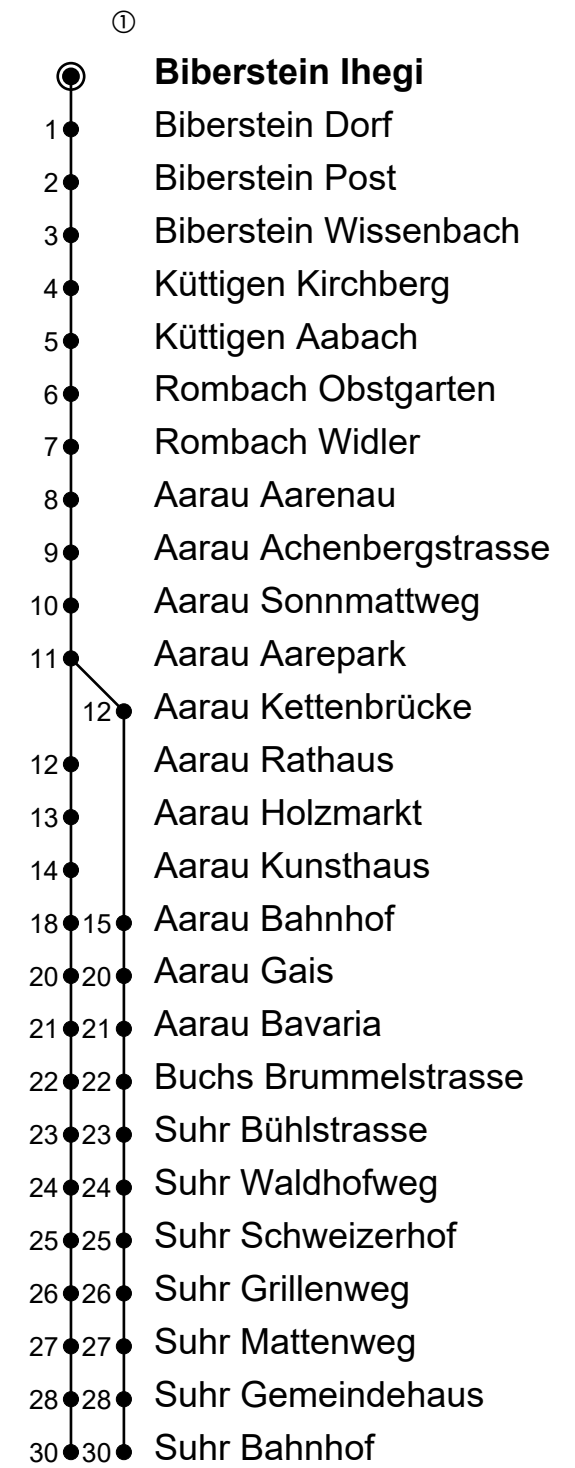 ①
Biberstein Ihegi
1 Biberstein Dorf
2 Biberstein Post
3 Biberstein Wissenbach
4 Küttigen Kirchberg
5 Küttigen Aabach
6 Rombach Obstgarten
7 Rombach Widler
8 Aarau Aarenau
9 Aarau Achenbergstrasse
10 Aarau Sonnmattweg
11 Aarau Aarepark
12 Aarau Kettenbrücke
12 Aarau Rathaus
13 Aarau Holzmarkt
14 Aarau Kunsthaus
18 15 Aarau Bahnhof
20 20 Aarau Gais
21 21 Aarau Bavaria
22 22 Buchs Brummelstrasse
23 23 Suhr Bühlstrasse
24 24 Suhr Waldhofweg
25 25 Suhr Schweizerhof
26 26 Suhr Grillenweg
27 27 Suhr Mattenweg
28 28 Suhr Gemeindehaus
30 30 Suhr Bahnhof